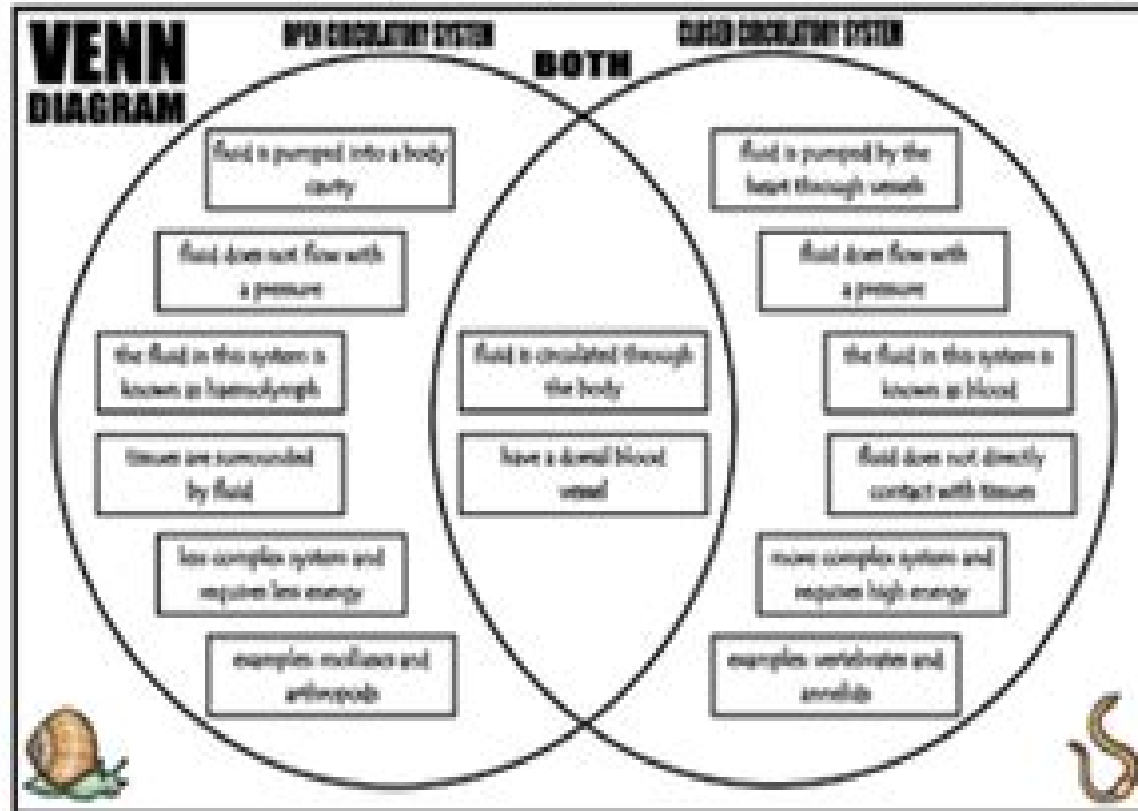 VENN
DIAGRAM
OPEN CIRCULATORY SYSTEM
BOTH
CLOSED CIRCULATORY SYSTEM
fluid is pumped into a body
cavity
fluid does not flow with
a pressure
the fluid in this system is
known as haemolymph
tissues are surrounded
by fluid
less complex system and
requires less energy
examples: molluscs and
arthropods
fluid is circulated through
the body
have a dorsal blood
vessel
fluid is pumped by the
heart through vessels
fluid does flow with
a pressure
the fluid in this system is
known as blood
fluid does not directly
contact with tissues
more complex system and
requires high energy
examples: vertebrates and
annelids